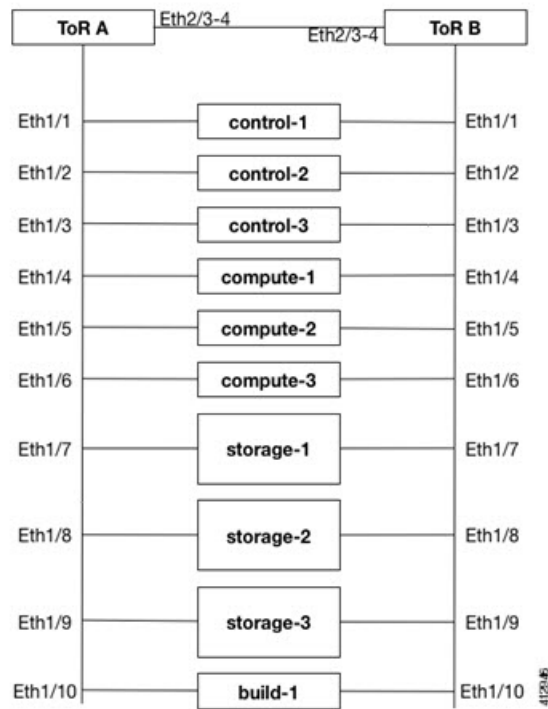 ToR A Eth2/3-4 Eth2/3-4 ToR B
Eth1/1 control-1 Eth1/1
Eth1/2 control-2 Eth1/2
Eth1/3 control-3 Eth1/3
Eth1/4 compute-1 Eth1/4
Eth1/5 compute-2 Eth1/5
Eth1/6 compute-3 Eth1/6
Eth1/7 storage-1 Eth1/7
Eth1/8 storage-2 Eth1/8
Eth1/9 storage-3 Eth1/9
Eth1/10 build-1 Eth1/10